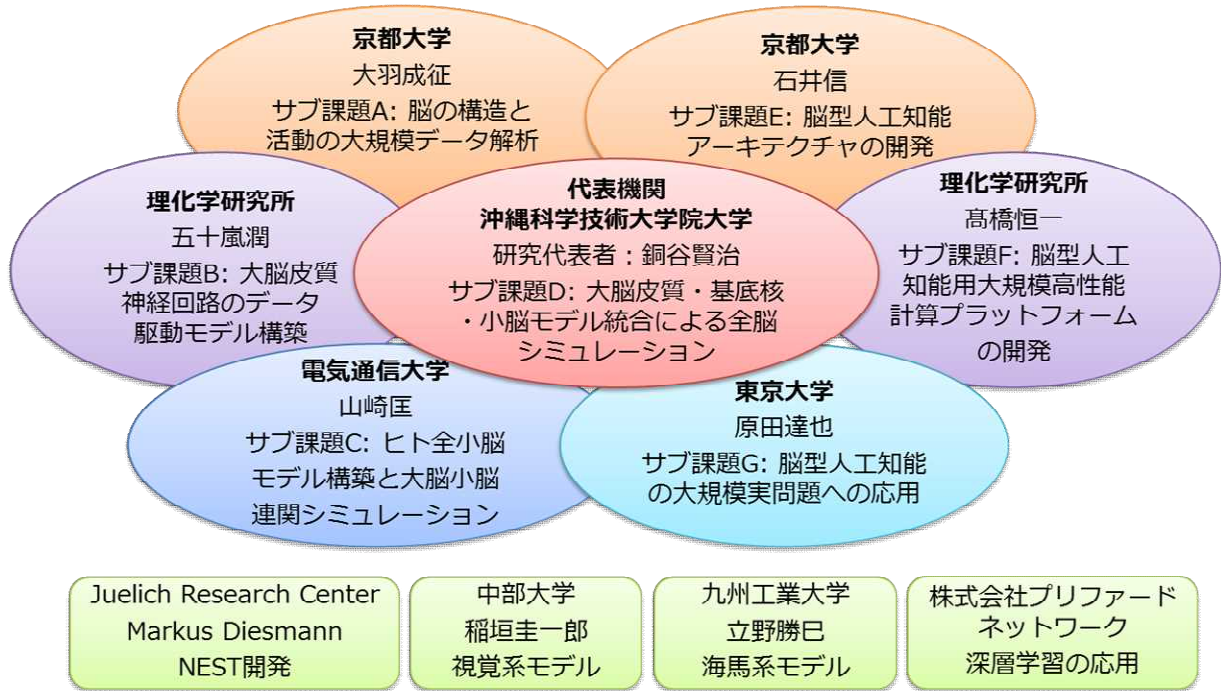 京都大学
大羽成征
サブ課題A: 脳の構造と
活動の大規模データ解析
京都大学
石井信
サブ課題E: 脳型人工知能
アーキテクチャの開発
理化学研究所
五十嵐潤
サブ課題B: 大脳皮質
神経回路のデータ
駆動モデル構築
代表機関
沖縄科学技術大学院大学
研究代表者：銅谷賢治
サブ課題D: 大脳皮質・基底核
・小脳モデル統合による全脳
シミュレーション
理化学研究所
髙橋恒一
サブ課題F: 脳型人工
知能用大規模高性能
計算プラットフォーム
の開発
電気通信大学
山崎匡
サブ課題C: ヒト全小脳
モデル構築と大脳小脳
連関シミュレーション
東京大学
原田達也
サブ課題G: 脳型人工知能
の大規模実問題への応用
Juelich Research Center
Markus Diesmann
NEST開発
中部大学
稲垣圭一郎
視覚系モデル
九州工業大学
立野勝巳
海馬系モデル
株式会社プリファード
ネットワーク
深層学習の応用